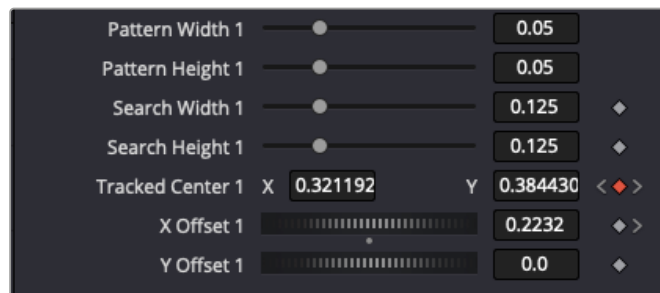 Pattern Width 1 0.05
Pattern Height 1 0.05
Search Width 1 0.125
Search Height 1 0.125
Tracked Center 1 X 0.321192 Y 0.384430
X Offset 1 0.2232
Y Offset 1 0.0